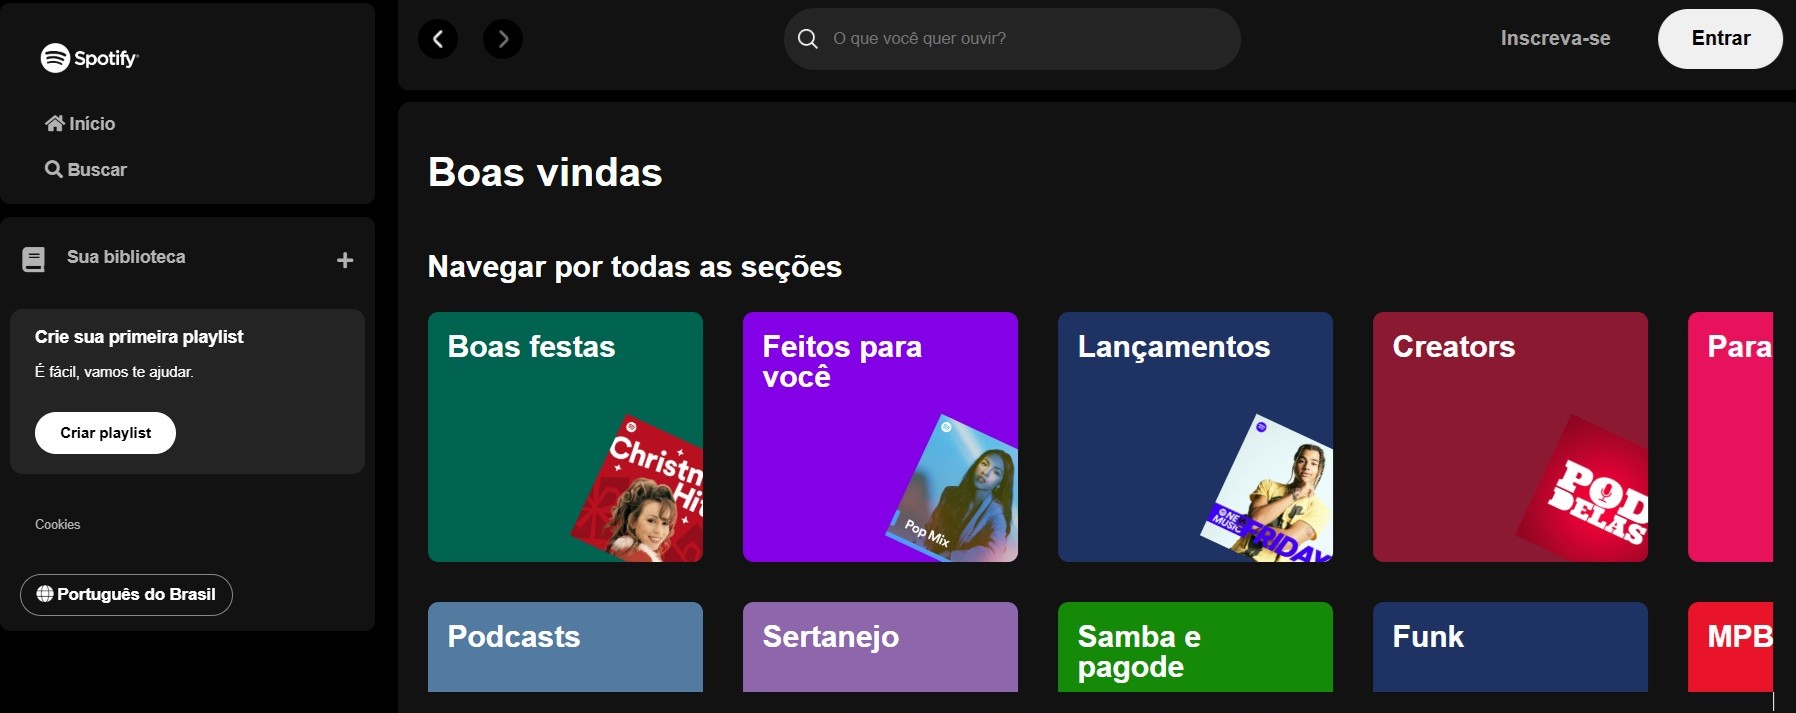 Spotify
Início
Buscar
Sua biblioteca
Crie sua primeira playlist
É fácil, vamos te ajudar.
Criar playlist
Cookies
Português do Brasil
O que você quer ouvir?
Inscreva-se
Entrar
Boas vindas
Navegar por todas as seções
Boas festas
Christm
Hit
Feitos para
você
Pop Mix
Lançamentos
NE
MUSIC
FRIDAY
Creators
POD
DELAS
Para
Podcasts
Sertanejo
Samba e
pagode
Funk
MPB